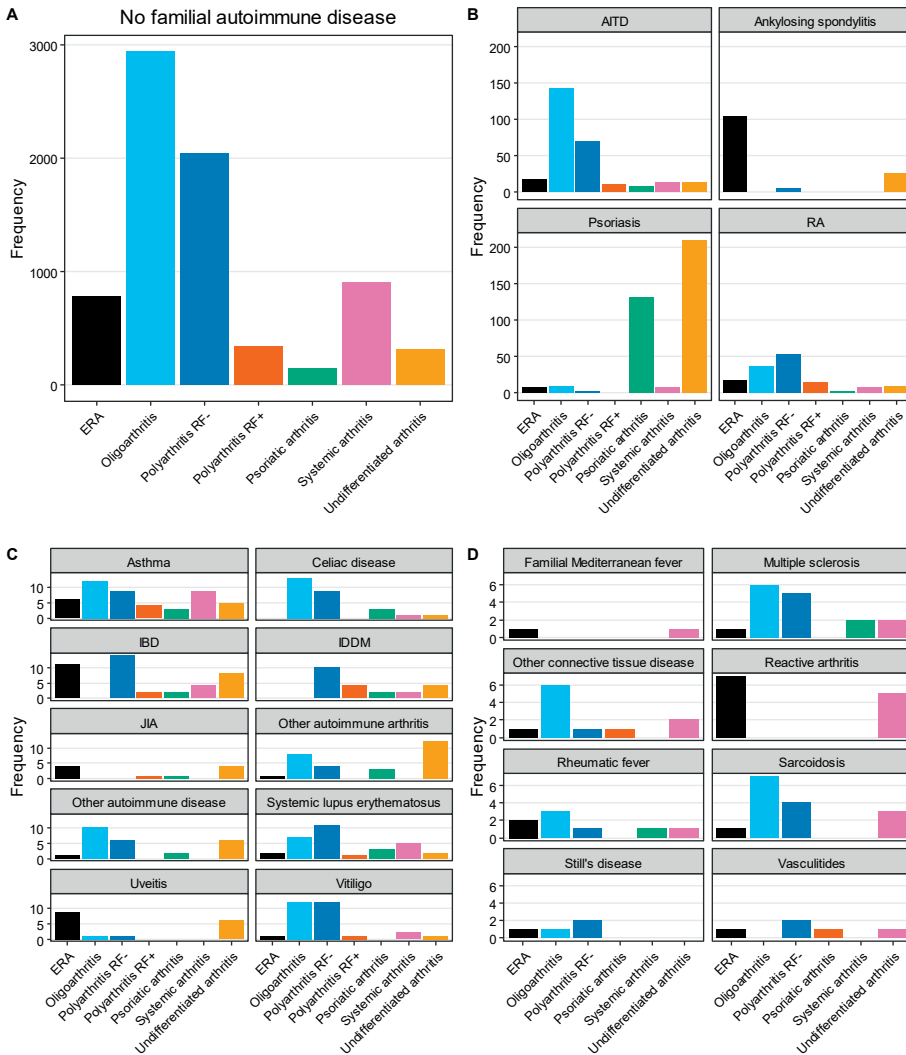 A
No familial autoimmune disease
Frequency
3000
2000
1000
0
ERA
Oligoarthritis
Polyarthritis RF-
Polyarthritis RF+
Psoriatic arthritis
Systemic arthritis
Undifferentiated arthritis
B
AITD
Ankylosing spondylitis
Frequency
200
150
100
50
0
Psoriasis
RA
200
150
100
50
0
ERA
Oligoarthritis
Polyarthritis RF-
Polyarthritis RF+
Psoriatic arthritis
Systemic arthritis
Undifferentiated arthritis
ERA
Oligoarthritis
Polyarthritis RF-
Polyarthritis RF+
Psoriatic arthritis
Systemic arthritis
Undifferentiated arthritis
C
Asthma
Celiac disease
10
5
0
IBD
IDDM
10
5
0
Frequency
JIA
Other autoimmune arthritis
10
5
0
Other autoimmune disease
Systemic lupus erythematosus
10
5
0
Uveitis
Vitiligo
10
5
0
ERA
Oligoarthritis
Polyarthritis RF-
Polyarthritis RF+
Psoriatic arthritis
Systemic arthritis
Undifferentiated arthritis
ERA
Oligoarthritis
Polyarthritis RF-
Polyarthritis RF+
Psoriatic arthritis
Systemic arthritis
Undifferentiated arthritis
D
Familial Mediterranean fever
Multiple sclerosis
6
4
2
0
Other connective tissue disease
Reactive arthritis
6
4
2
0
Frequency
Rheumatic fever
Sarcoidosis
6
4
2
0
Still's disease
Vasculitides
6
4
2
0
ERA
Oligoarthritis
Polyarthritis RF-
Psoriatic arthritis
Systemic arthritis
Undifferentiated arthritis
ERA
Oligoarthritis
Polyarthritis RF-
Psoriatic arthritis
Systemic arthritis
Undifferentiated arthritis